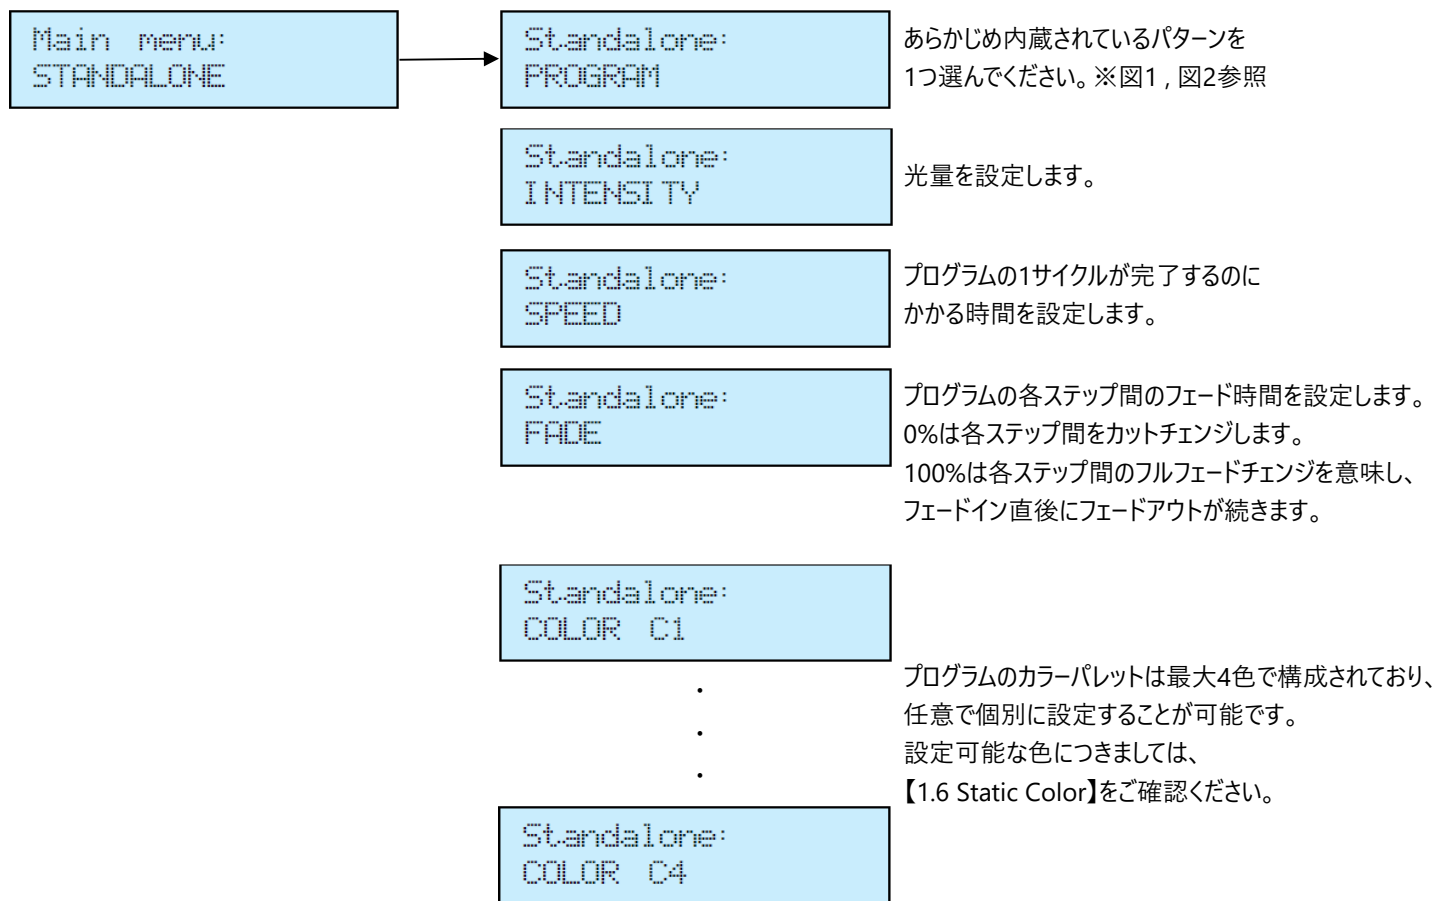 Main menu:
STANDALONE
Standalone:
PROGRAM
あらかじめ内蔵されているパターンを
1つ選んでください。※図1 , 図2参照
Standalone:
INTENSITY
光量を設定します。
Standalone:
SPEED
プログラムの1サイクルが完了するのに
かかる時間を設定します。
Standalone:
FADE
プログラムの各ステップ間のフェード時間を設定します。
0%は各ステップ間をカットチェンジします。
100%は各ステップ間のフルフェードチェンジを意味し、
フェードイン直後にフェードアウトが続きます。
Standalone:
COLOR C1
・
・
・
プログラムのカラーパレットは最大4色で構成されており、
任意で個別に設定することが可能です。
設定可能な色につきましては、
【1.6 Static Color】をご確認ください。
Standalone:
COLOR C4